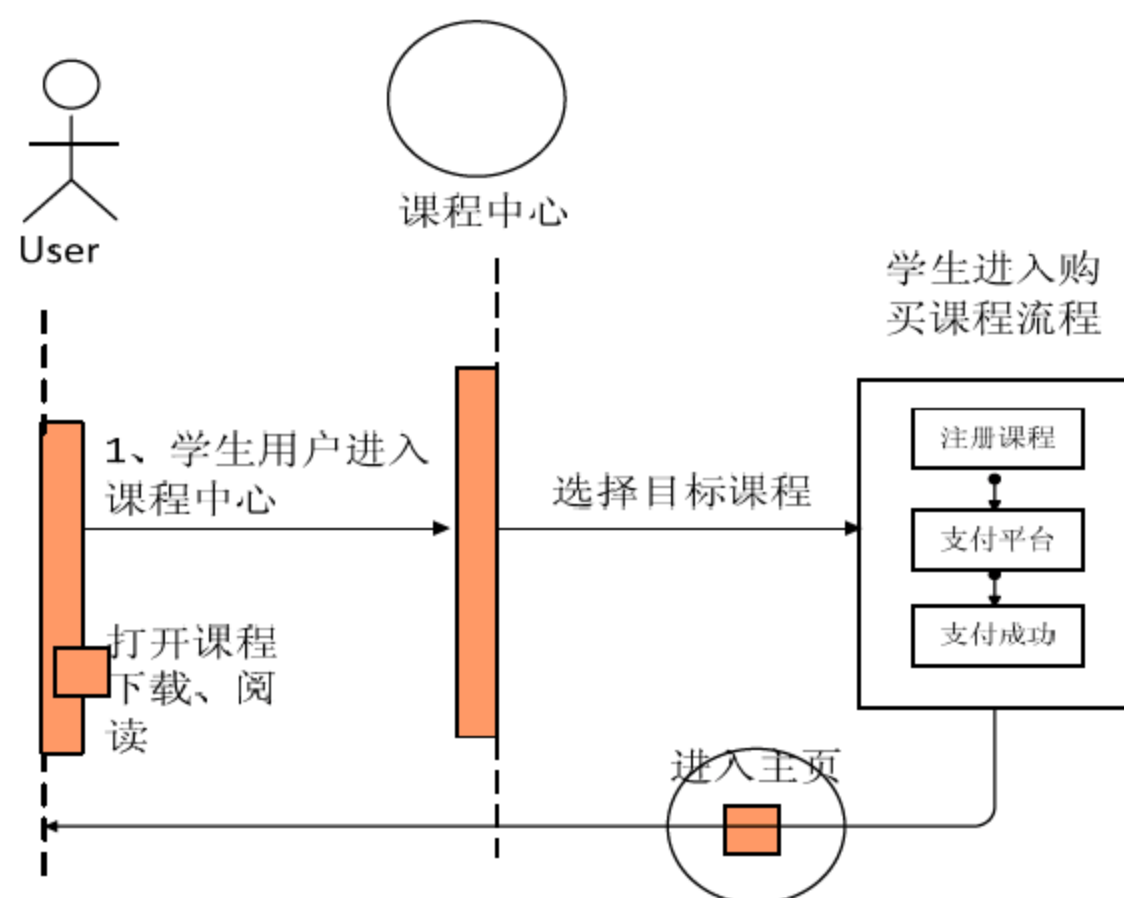 课程中心
User
学生进入购
买课程流程
1、学生用户进入
课程中心
选择目标课程
注册课程
支付平台
支付成功
打开课程
下载、阅
读
进入主页